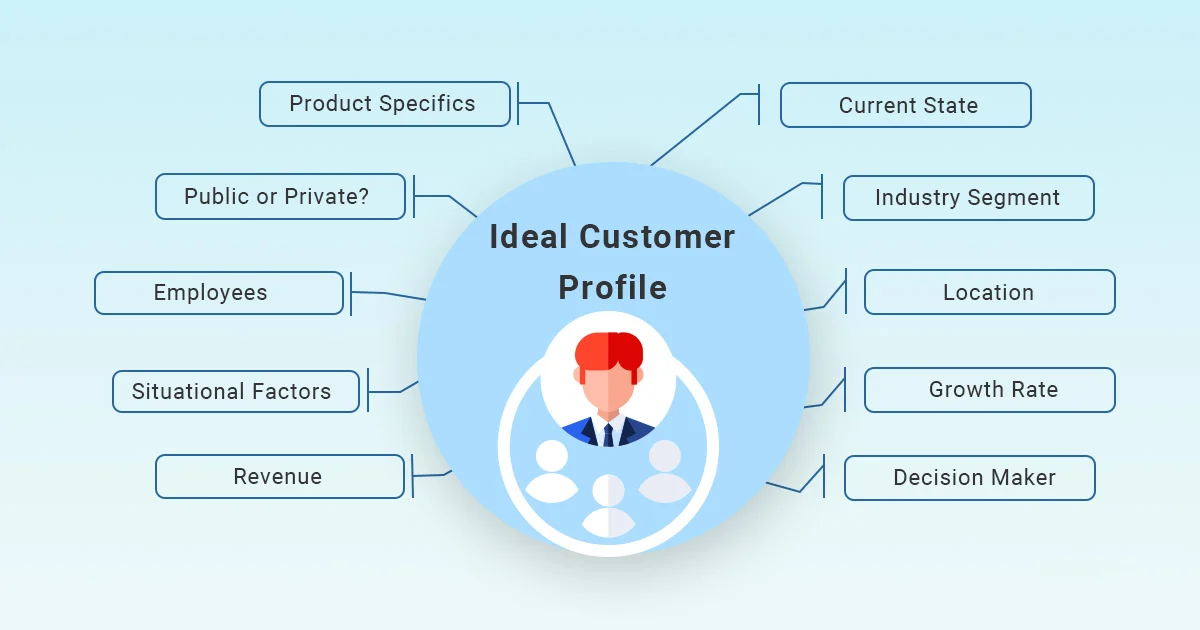 Product Specifics
Current State
Public or Private?
Industry Segment
Ideal Customer
Profile
Employees
Location
Situational Factors
Growth Rate
Revenue
Decision Maker